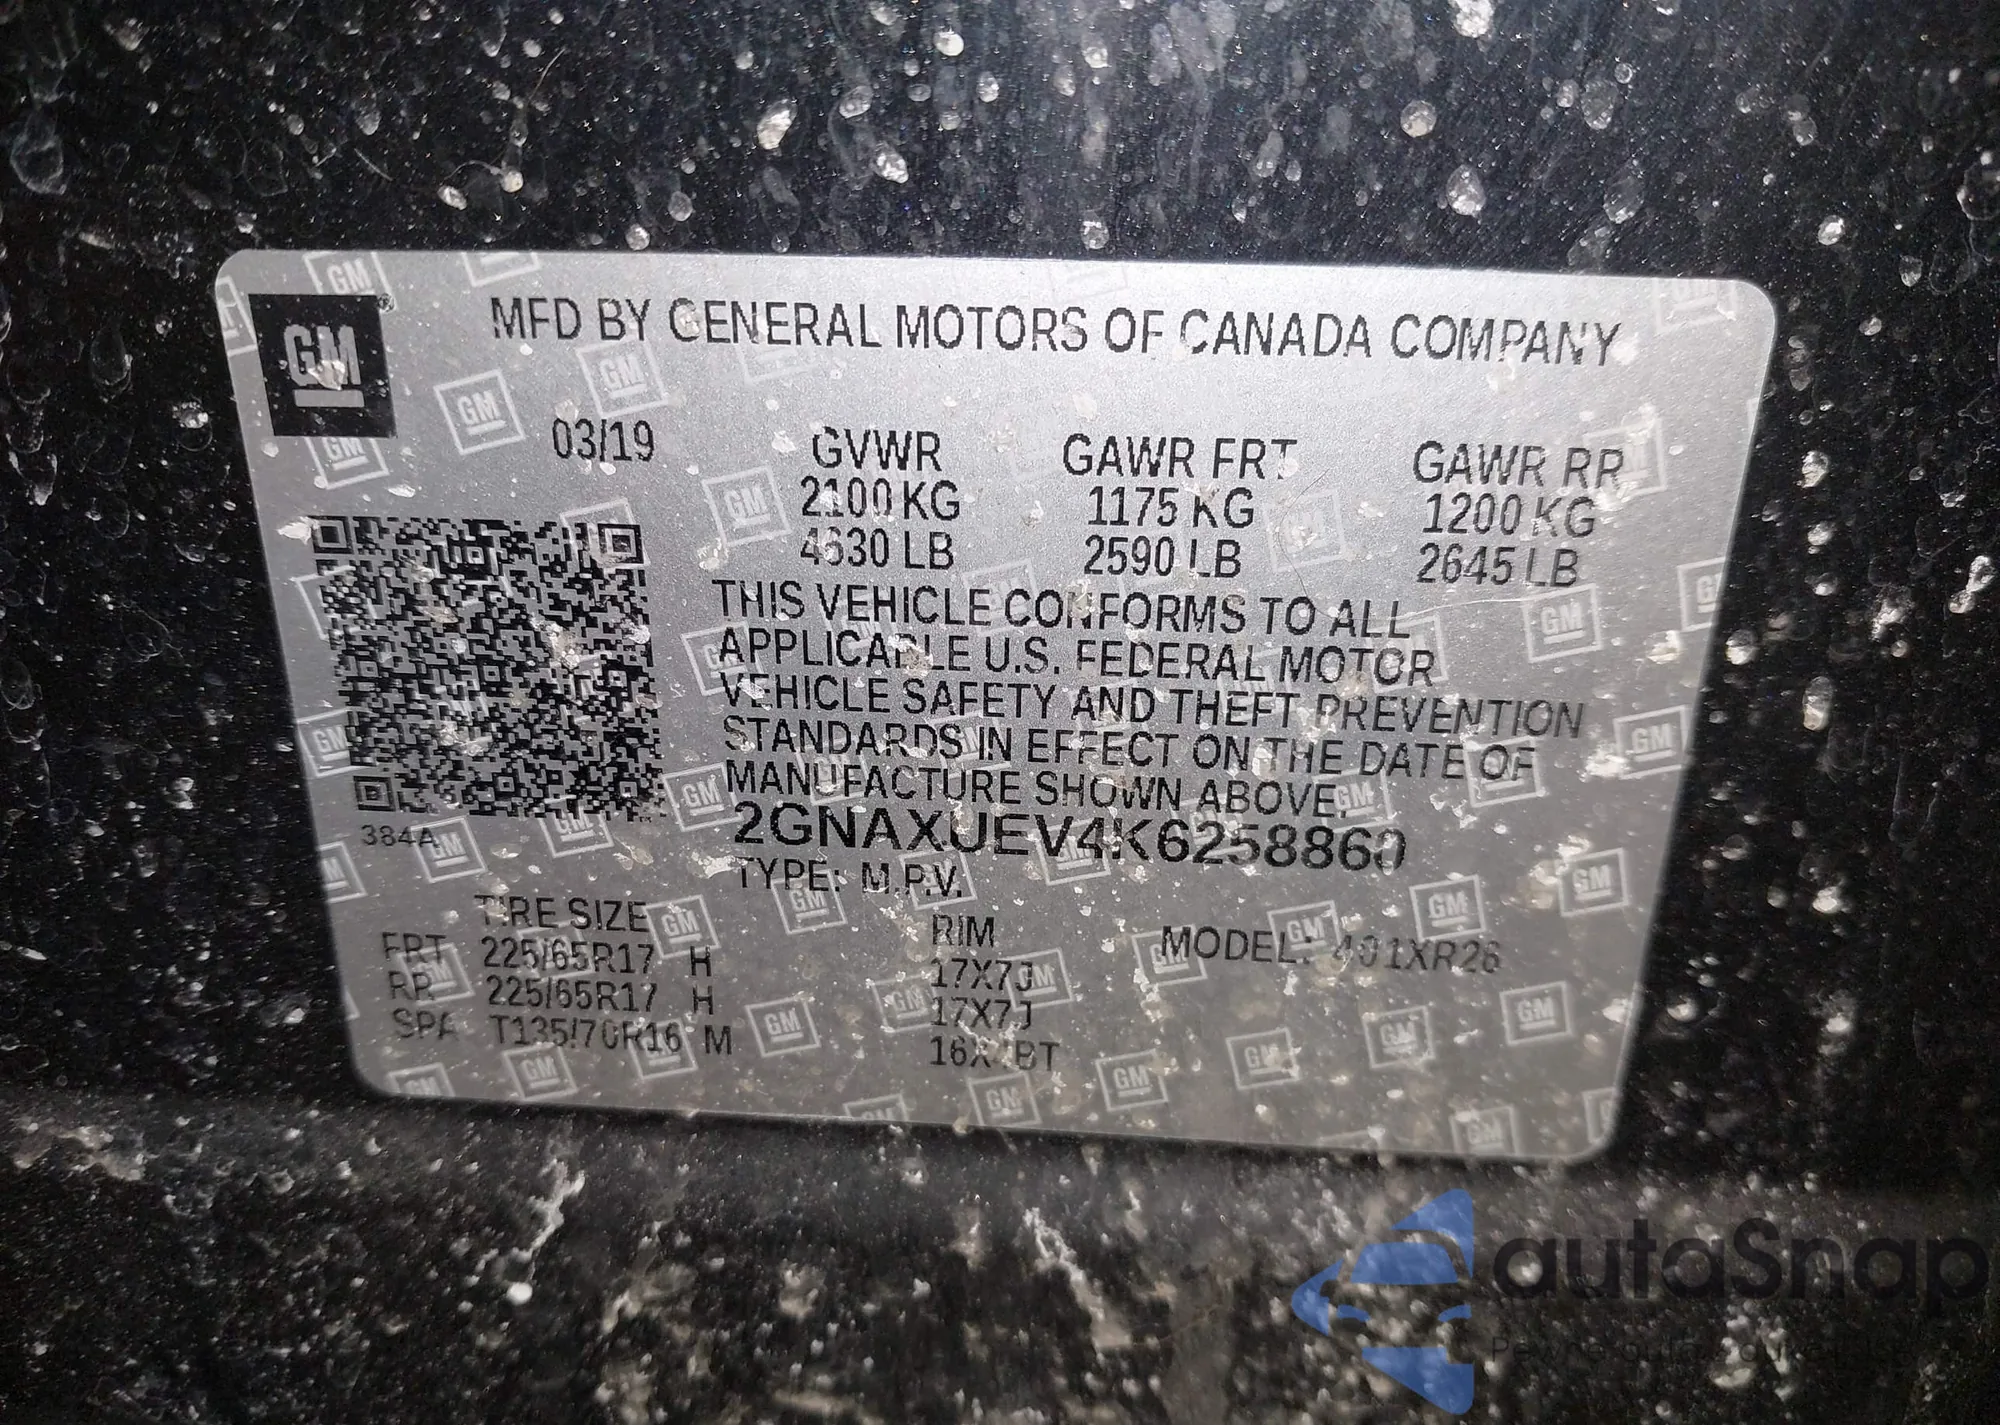 GM
MFD BY GENERAL MOTORS OF CANADA COMPANY
03/19
GVWR GAWR FRT GAWR RR
2100 KG 1175 KG 1200 KG
4630 LB 2590 LB 2645 LB
THIS VEHICLE CONFORMS TO ALL
APPLICABLE U.S. FEDERAL MOTOR
VEHICLE SAFETY AND THEFT PREVENTION
STANDARDS IN EFFECT ON THE DATE OF
MANUFACTURE SHOWN ABOVE.
2GNAXUEV4K6258860
384A
TYPE: M.P.V.
TIRE SIZE RIM MODEL: 401XR26
FRT 225/65R17 H 17X7J
RR 225/65R17 H 17X7J
SPA T135/70R16 M 16X4BT
autoSnap